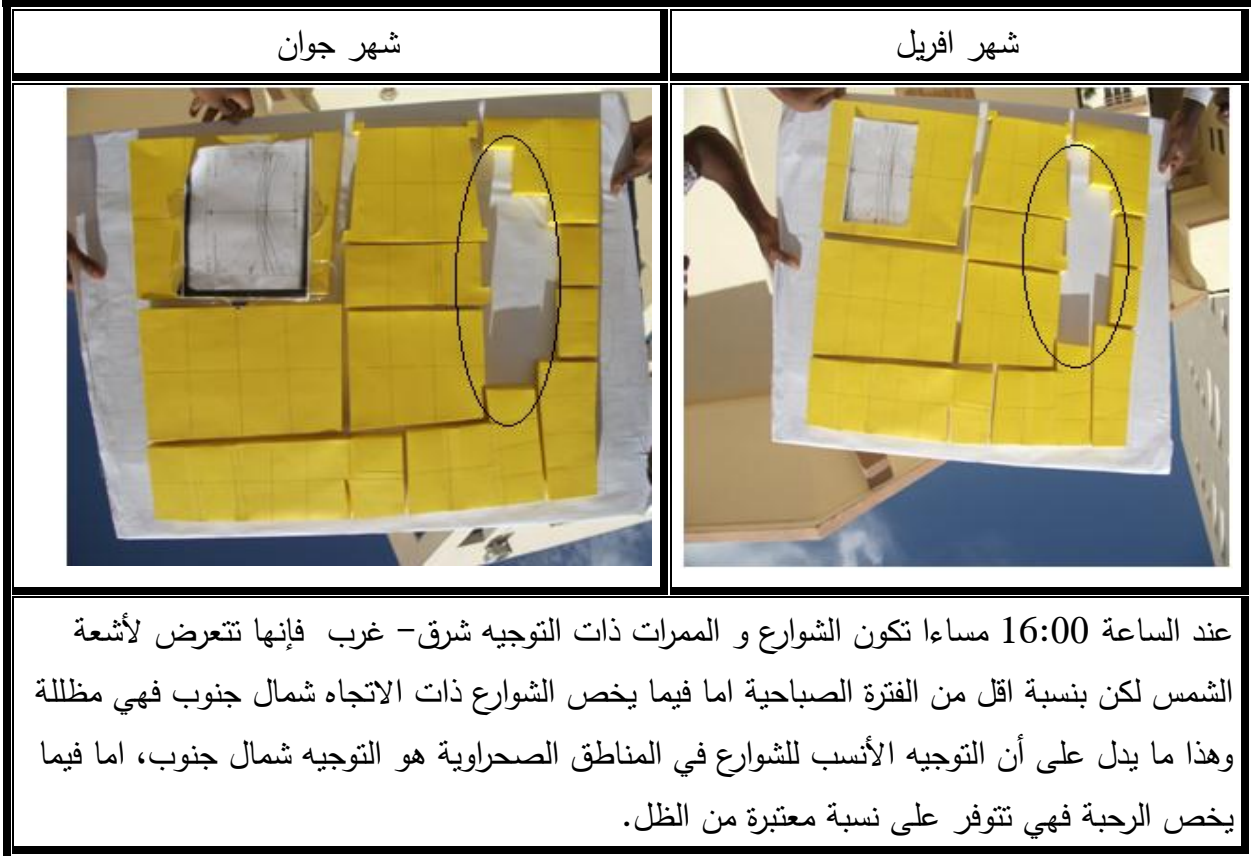 شهر افريل
شهر جوان
عند الساعة 16:00 مساءا تكون الشوارع و الممرات ذات التوجيه شرق– غرب  فإنها تتعرض لأشعة
الشمس لكن بنسبة اقل من الفترة الصباحية اما فيما يخص الشوارع ذات الاتجاه شمال جنوب فهي مظللة
وهذا ما يدل على أن التوجيه الأنسب للشوارع في المناطق الصحراوية هو التوجيه شمال جنوب، اما فيما
يخص الرحبة فهي تتوفر على نسبة معتبرة من الظل.